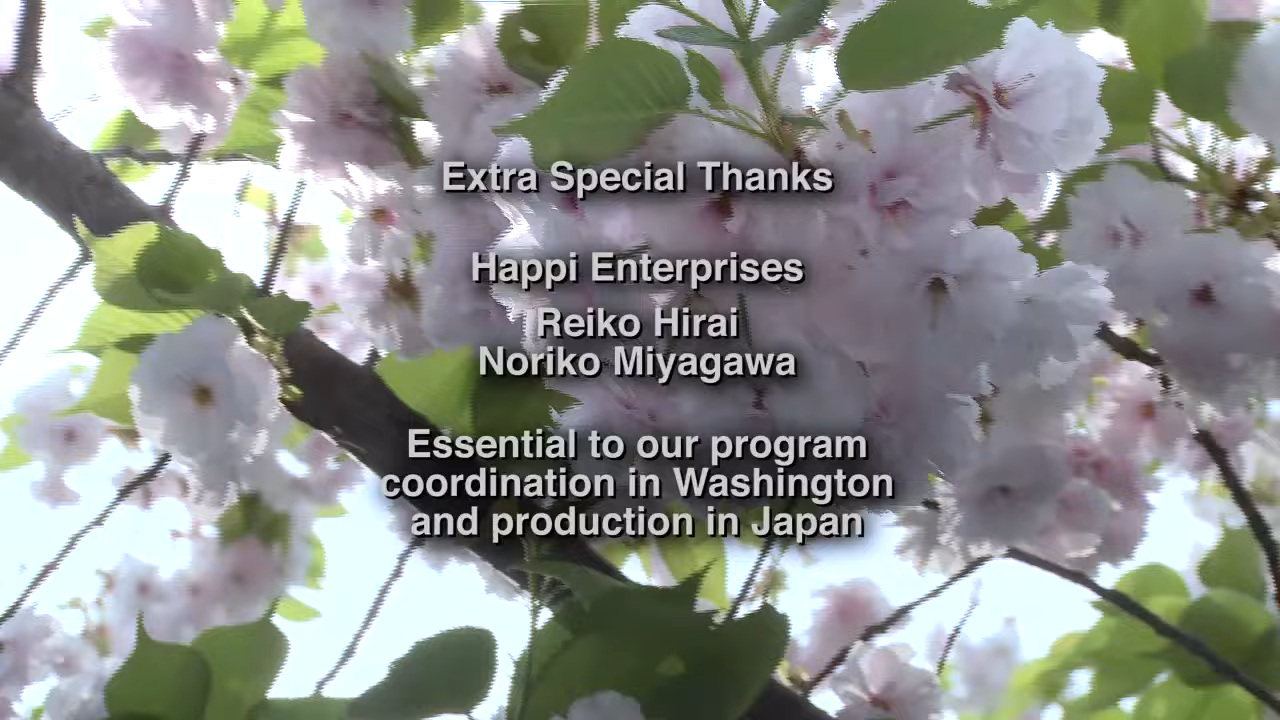 Extra Special Thanks
Happi Enterprises
Reiko Hirai
Noriko Miyagawa
Essential to our program
coordination in Washington
and production in Japan